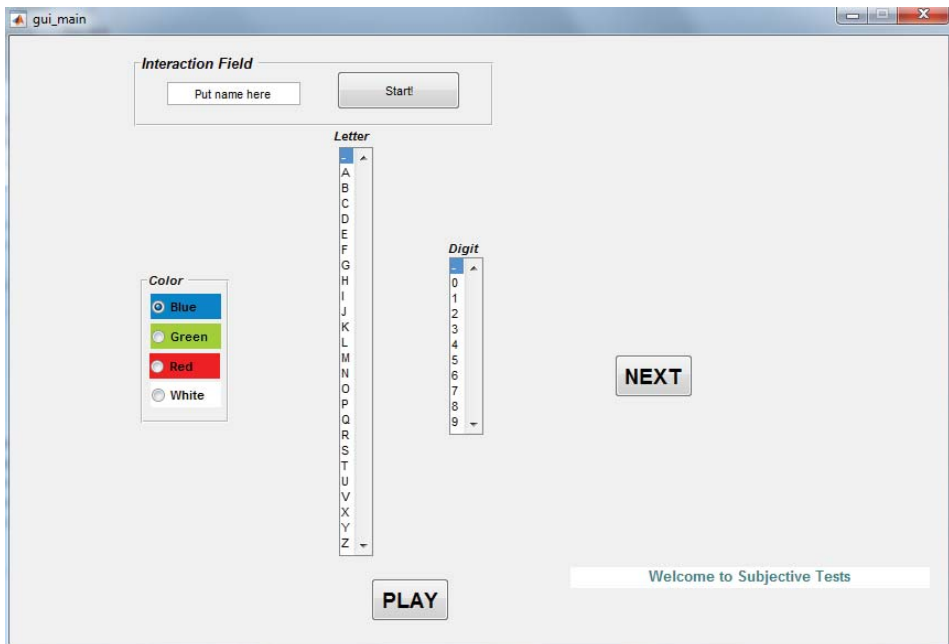 gui_main
Interaction Field
Put name here
Start!
Letter
-
A
B
C
D
E
F
G
H
I
J
K
L
M
N
O
P
Q
R
S
T
U
V
X
Y
Z
Digit
-
0
1
2
3
4
5
6
7
8
9
Color
Blue
Green
Red
White
NEXT
Welcome to Subjective Tests
PLAY